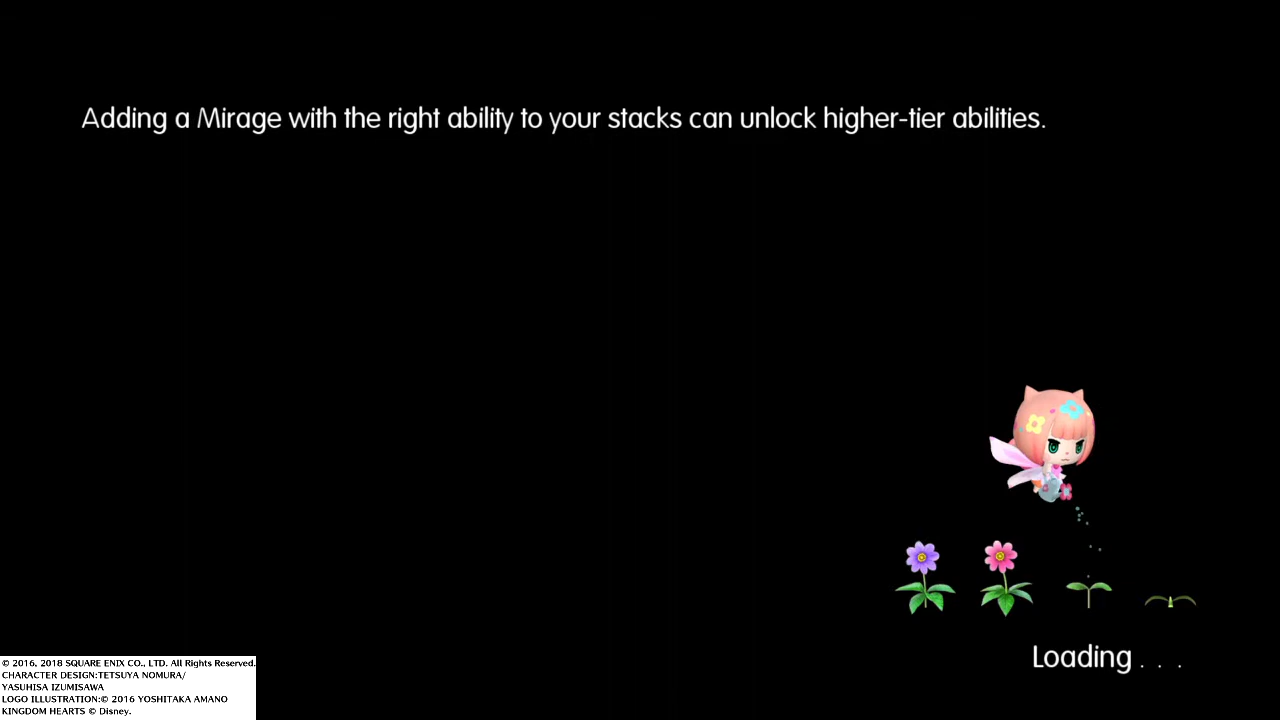 Adding a Mirage with the right ability to your stacks can unlock higher-tier abilities.
Loading . . .
© 2016, 2018 SQUARE ENIX CO., LTD. All Rights Reserved.
CHARACTER DESIGN:TETSUYA NOMURA/
YASUHISA IZUMISAWA
LOGO ILLUSTRATION:© 2016 YOSHITAKA AMANO
KINGDOM HEARTS © Disney.